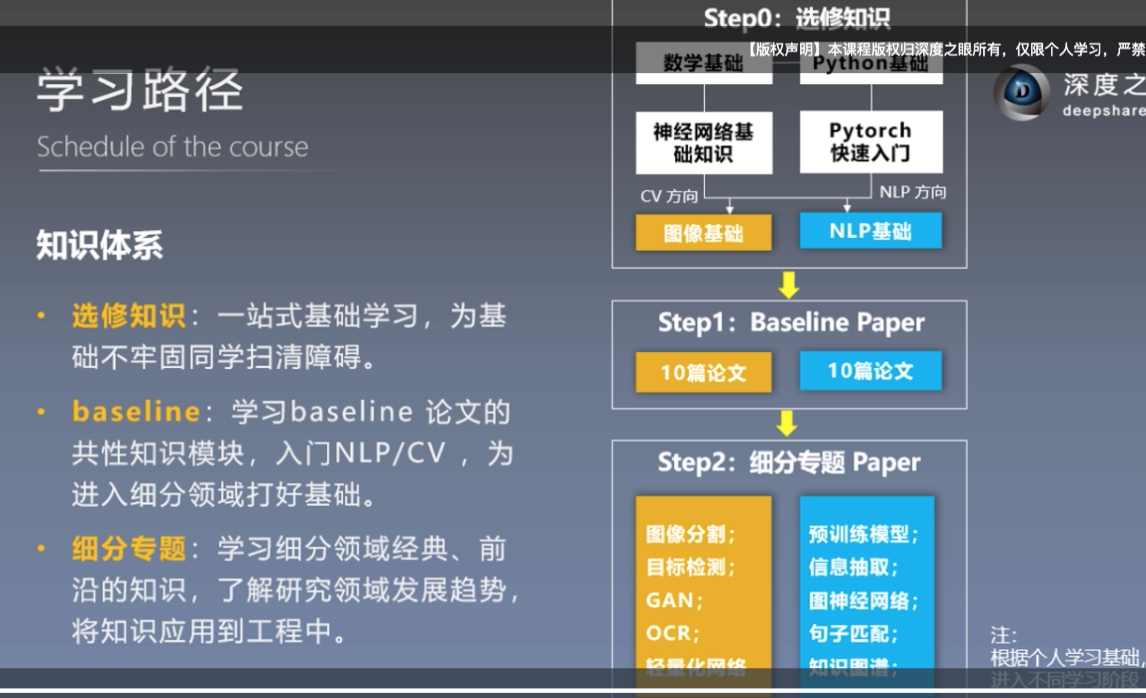 Step0：选修知识
【版权声明】本课程版权归深度之眼所有，仅限个人学习，严禁
学习路径
Schedule of the course
数学基础
Python基础
深度之
deepshare
神经网络基
础知识
Pytorch
快速入门
CV 方向
NLP 方向
图像基础
NLP基础
知识体系
• 选修知识：一站式基础学习，为基
础不牢固同学扫清障碍。
• baseline：学习baseline 论文的
共性知识模块，入门NLP/CV ，为
进入细分领域打好基础。
• 细分专题：学习细分领域经典、前
沿的知识，了解研究领域发展趋势，
将知识应用到工程中。
Step1：Baseline Paper
10篇论文
10篇论文
Step2：细分专题 Paper
图像分割；
目标检测；
GAN；
OCR；
轻量化网络
预训练模型；
信息抽取；
图神经网络；
句子匹配；
知识图谱；
注：
根据个人学习基础，
进入不同学习阶段